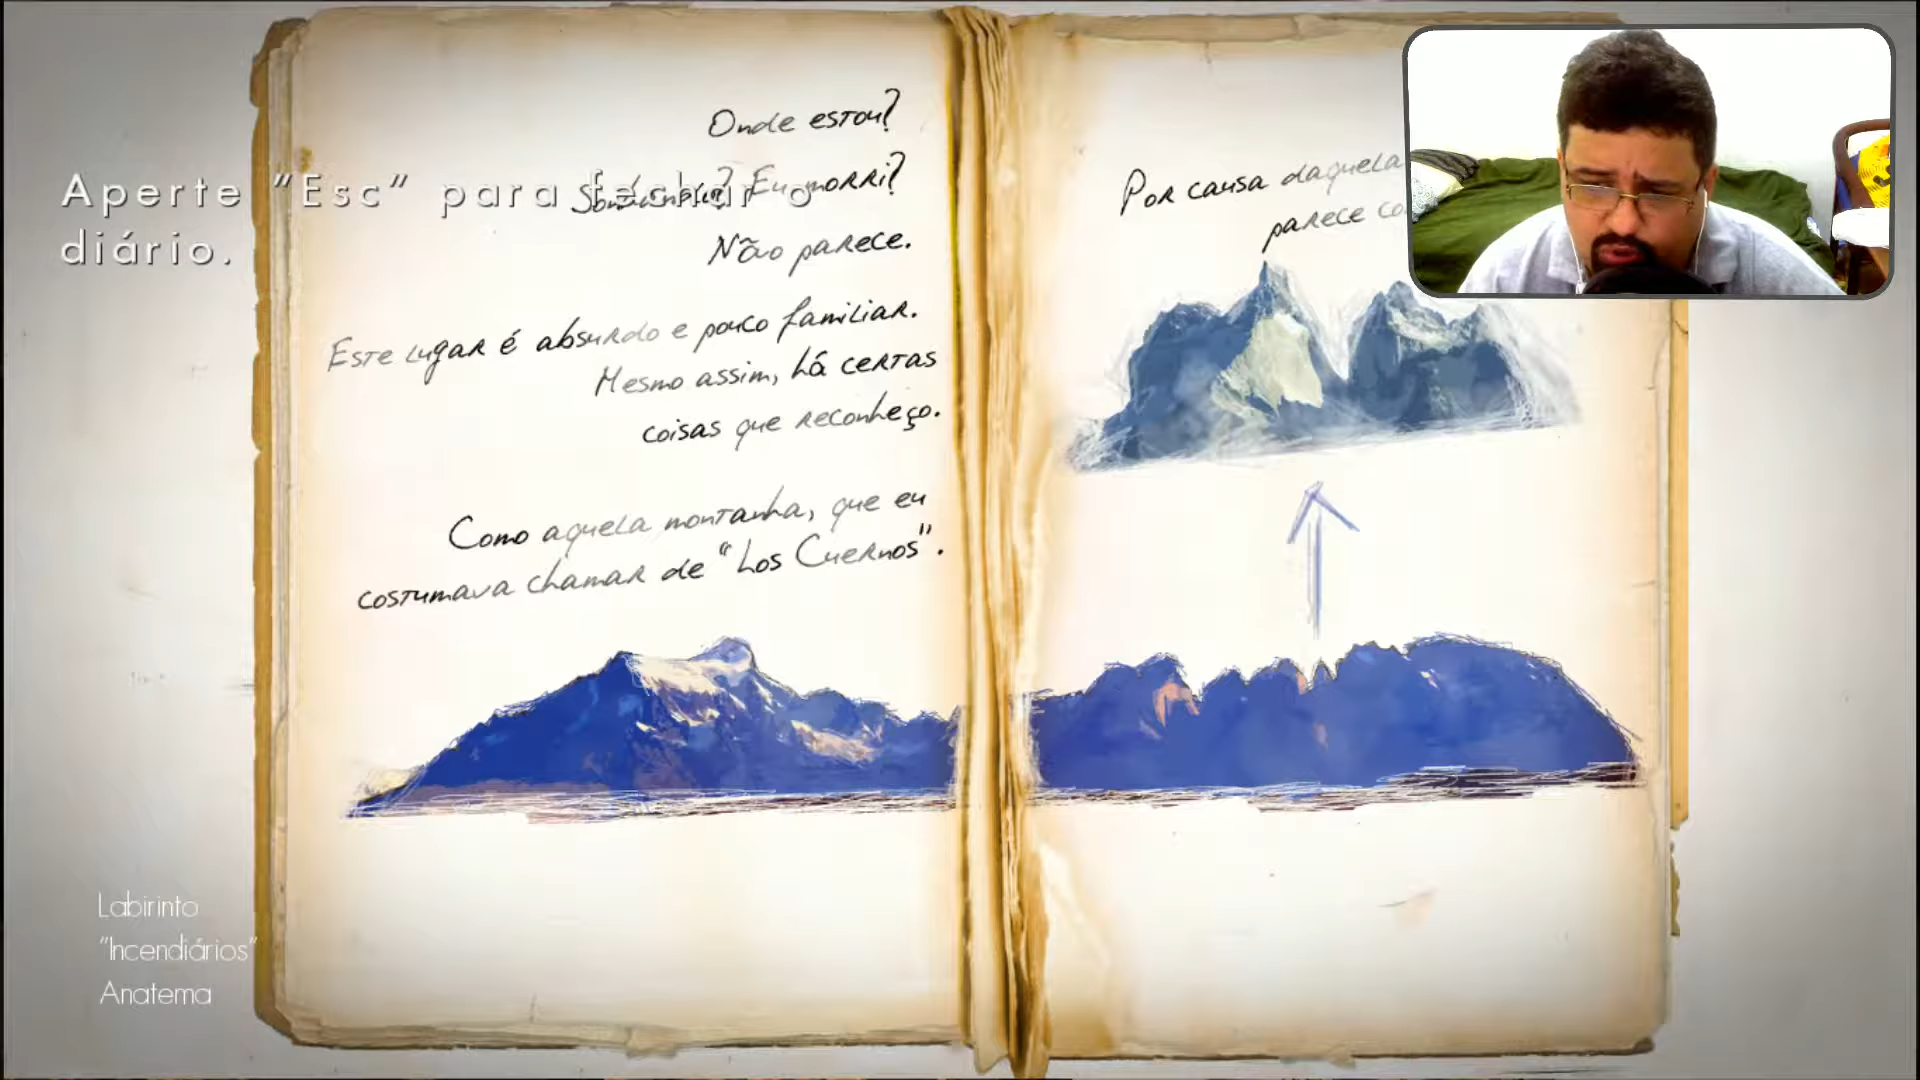 Onde estou?
Aperte "Esc" para fechar o
diário.
Eu morri?
Não parece.
Este lugar é absurdo e pouco familiar.
Mesmo assim, há certas
coisas que reconheço.
Como aquela montanha, que eu
costumava chamar de "Los Cuernos".
Por causa daquela
parece
Labirinto
"Incendiários"
Anatema